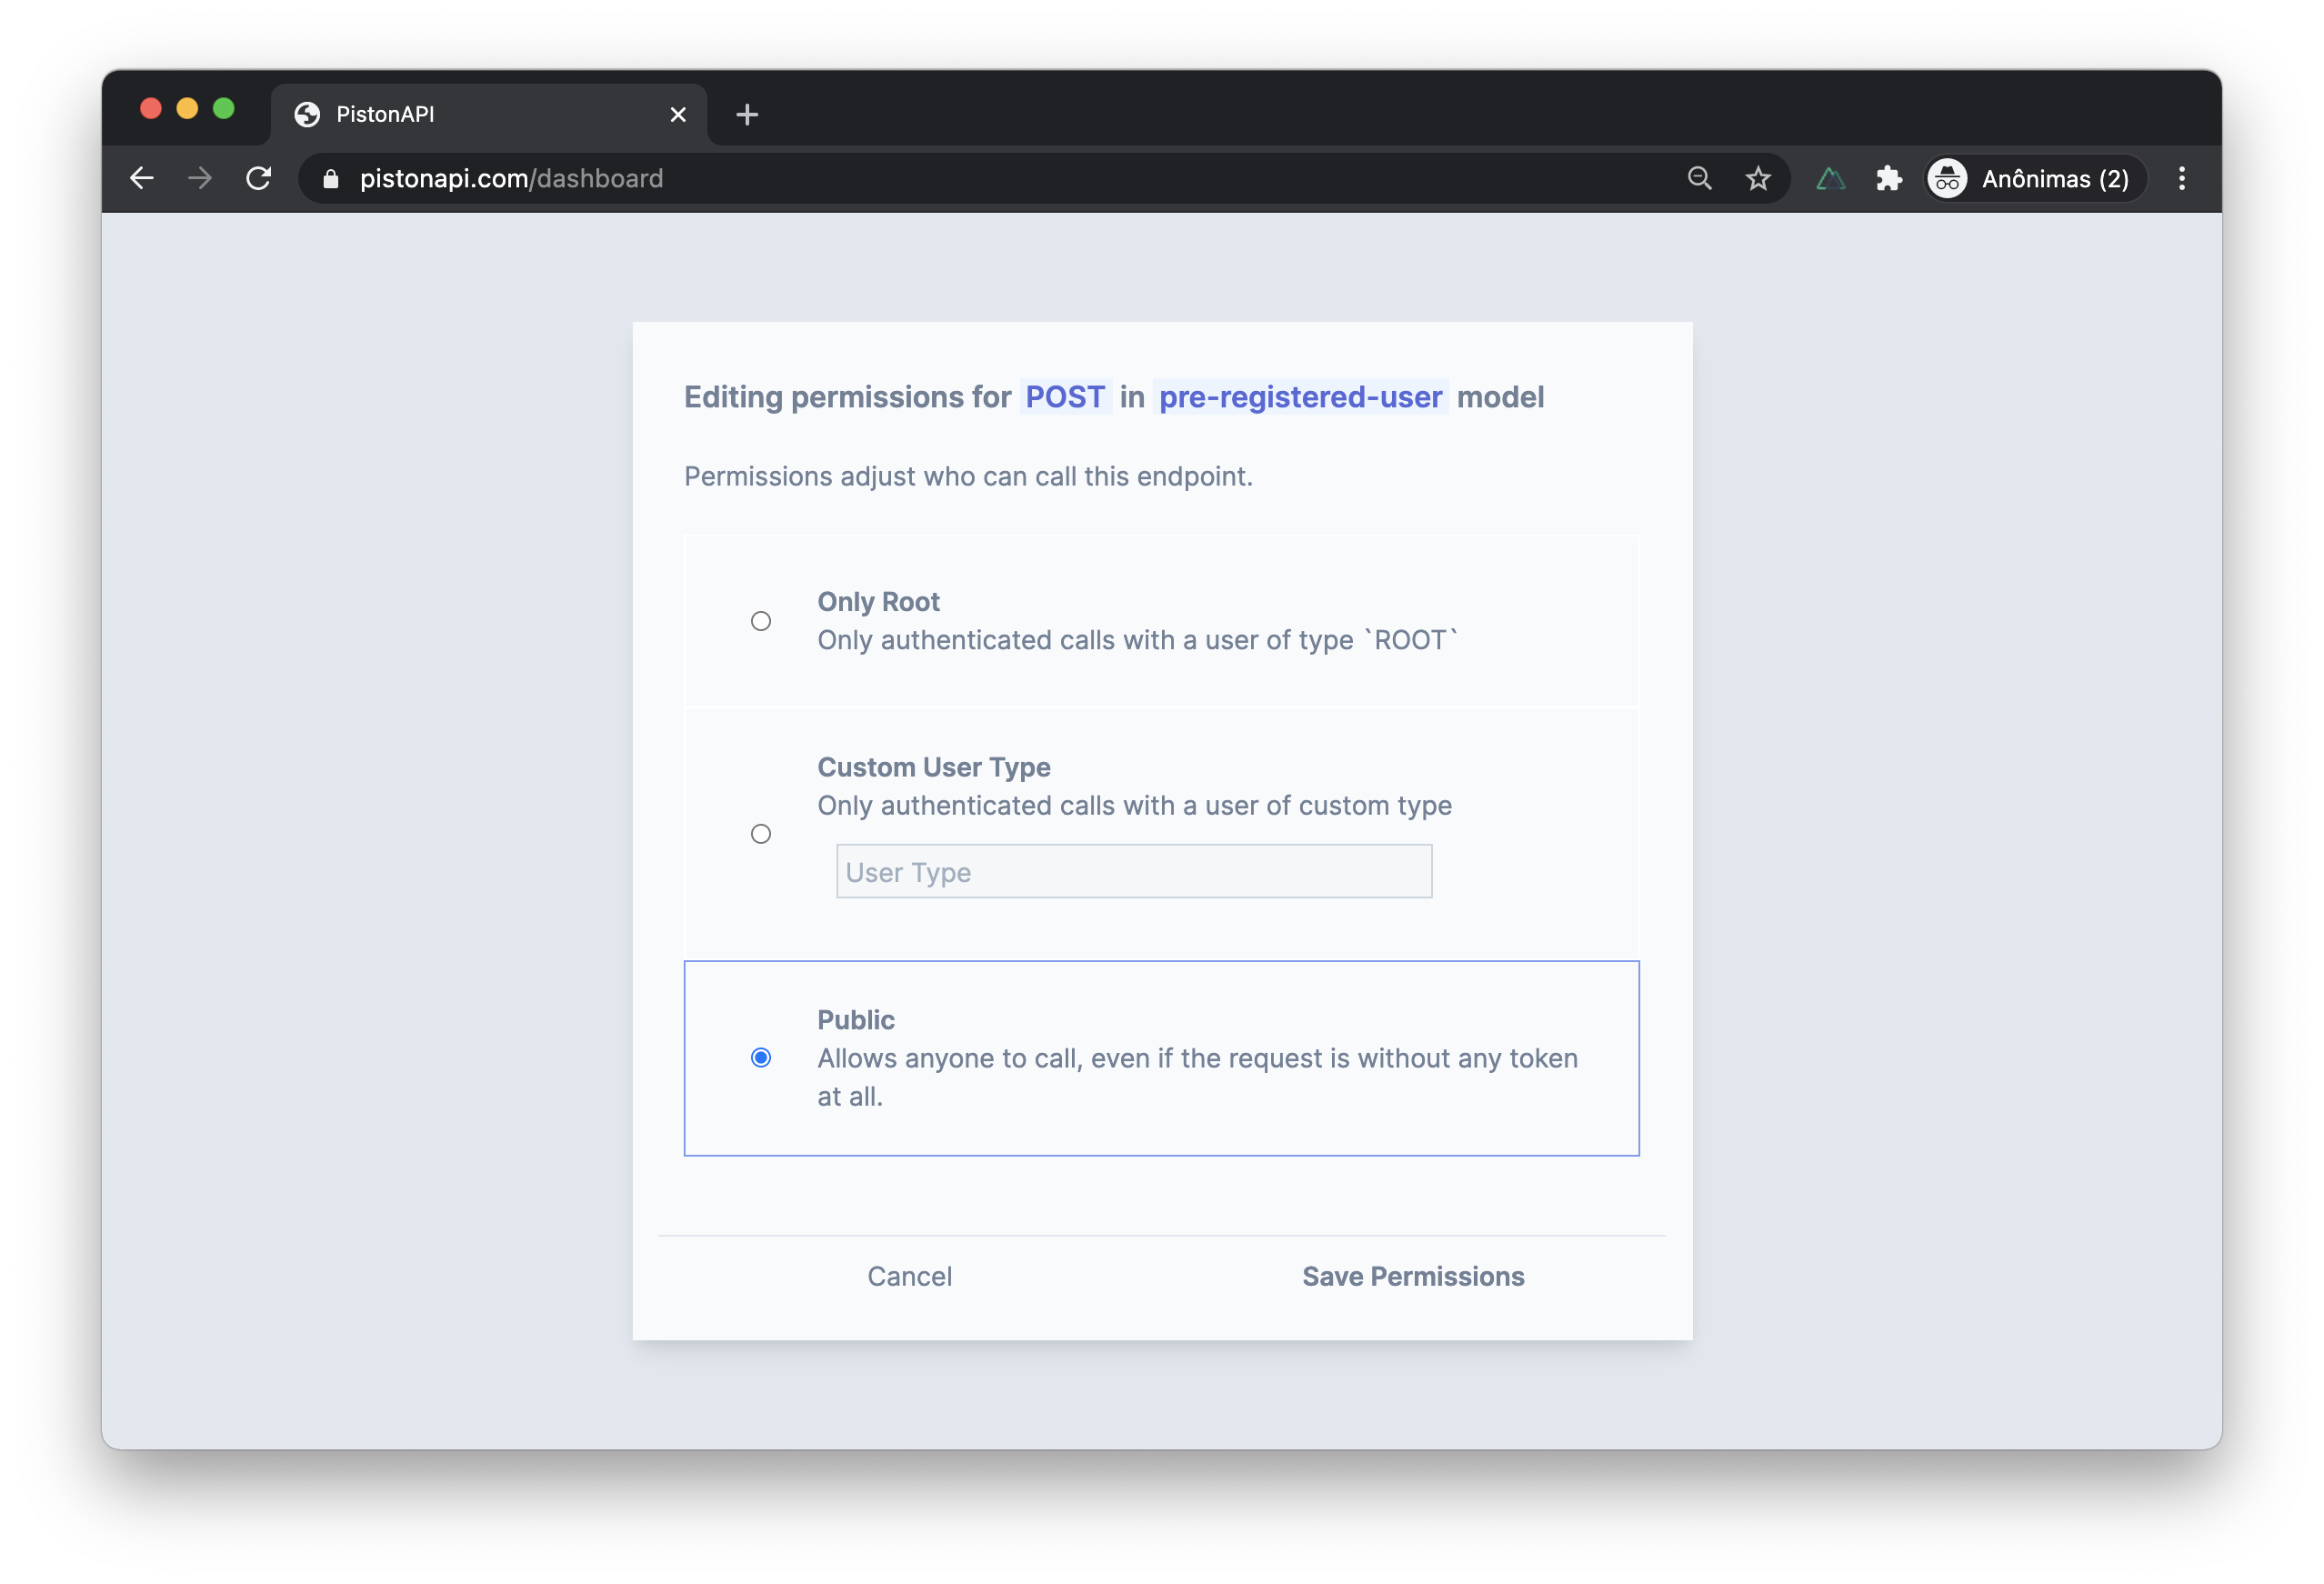 PistonAPI
pistonapi.com/dashboard
Anônimas (2)
Editing permissions for POST in pre-registered-user model
Permissions adjust who can call this endpoint.
Only Root
Only authenticated calls with a user of type `ROOT`
Custom User Type
Only authenticated calls with a user of custom type
User Type
Public
Allows anyone to call, even if the request is without any token
at all.
Cancel
Save Permissions